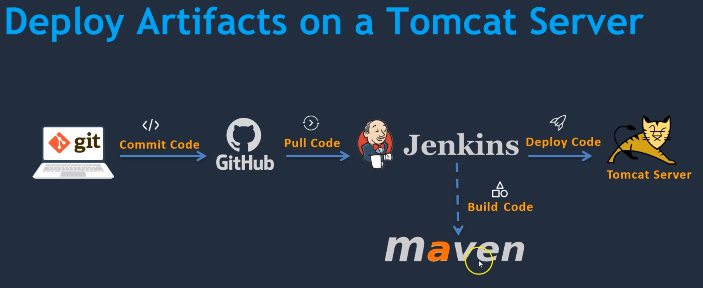 Deploy Artifacts on a Tomcat Server
git
Commit Code
GitHub
Pull Code
Jenkins
Deploy Code
Tomcat Server
Build Code
maven